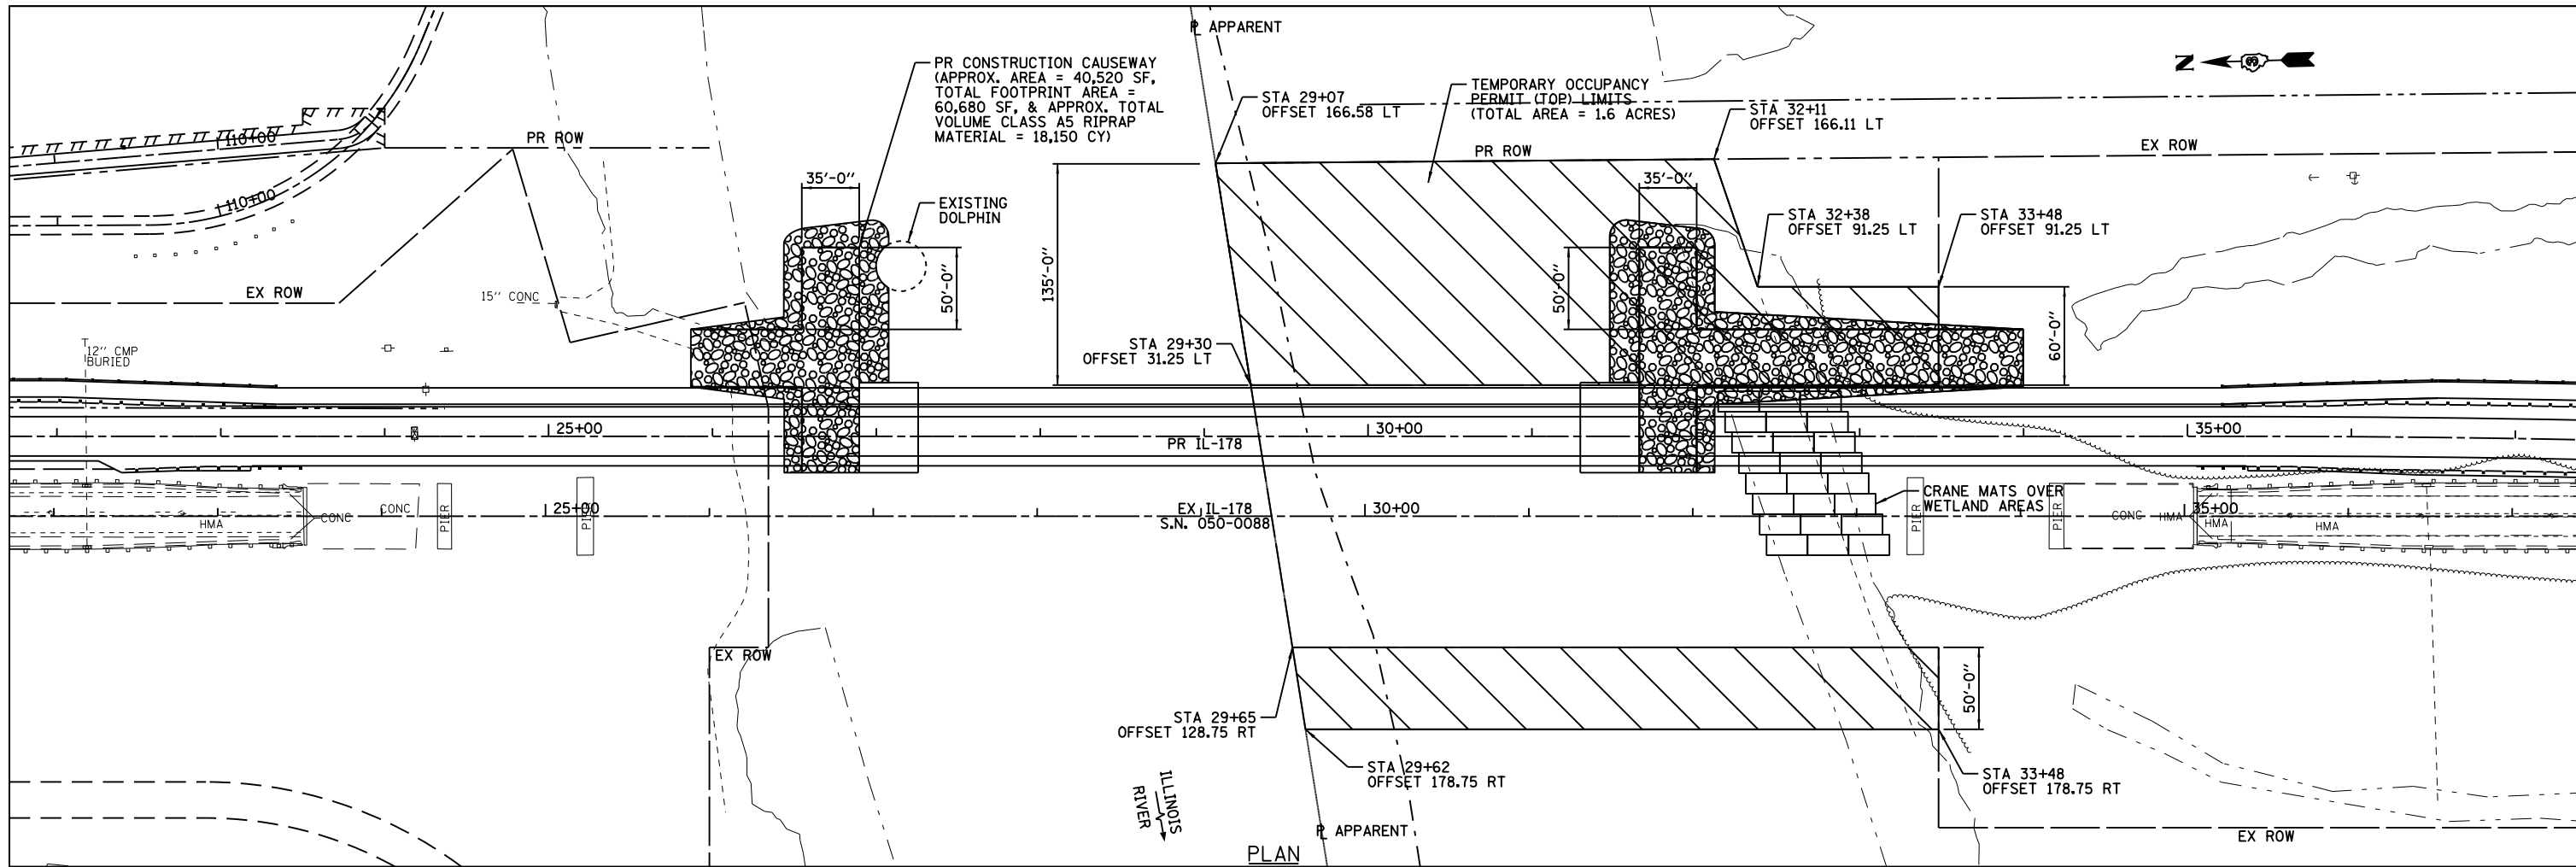 ℄ APPARENT
PR CONSTRUCTION CAUSEWAY
(APPROX. AREA = 40,520 SF,
TOTAL FOOTPRINT AREA =
60,680 SF, & APPROX. TOTAL
VOLUME CLASS A5 RIPRAP
MATERIAL = 18,150 CY)
STA 29+07
OFFSET 166.58 LT
TEMPORARY OCCUPANCY
PERMIT (TOP) LIMITS
(TOTAL AREA = 1.6 ACRES)
STA 32+11
OFFSET 166.11 LT
N
110+00
PR ROW
PR ROW
EX ROW
110+00
35'-0"
EXISTING
DOLPHIN
35'-0"
STA 32+38
OFFSET 91.25 LT
STA 33+48
OFFSET 91.25 LT
135'-0"
50'-0"
50'-0"
60'-0"
EX ROW
15" CONC
12" CMP
BURIED
STA 29+30
OFFSET 31.25 LT
25+00
30+00
35+00
PR IL-178
CONC
CONC
HMA
PIER
PIER
25+00
EX IL-178
S.N. 050-0088
30+00
CRANE MATS OVER
WETLAND AREAS
PIER
PIER
CONC
HMA
HMA
35+00
HMA
EX ROW
50'-0"
STA 29+65
OFFSET 128.75 RT
STA 29+62
OFFSET 178.75 RT
STA 33+48
OFFSET 178.75 RT
ILLINOIS
RIVER
℄ APPARENT
EX ROW
PLAN